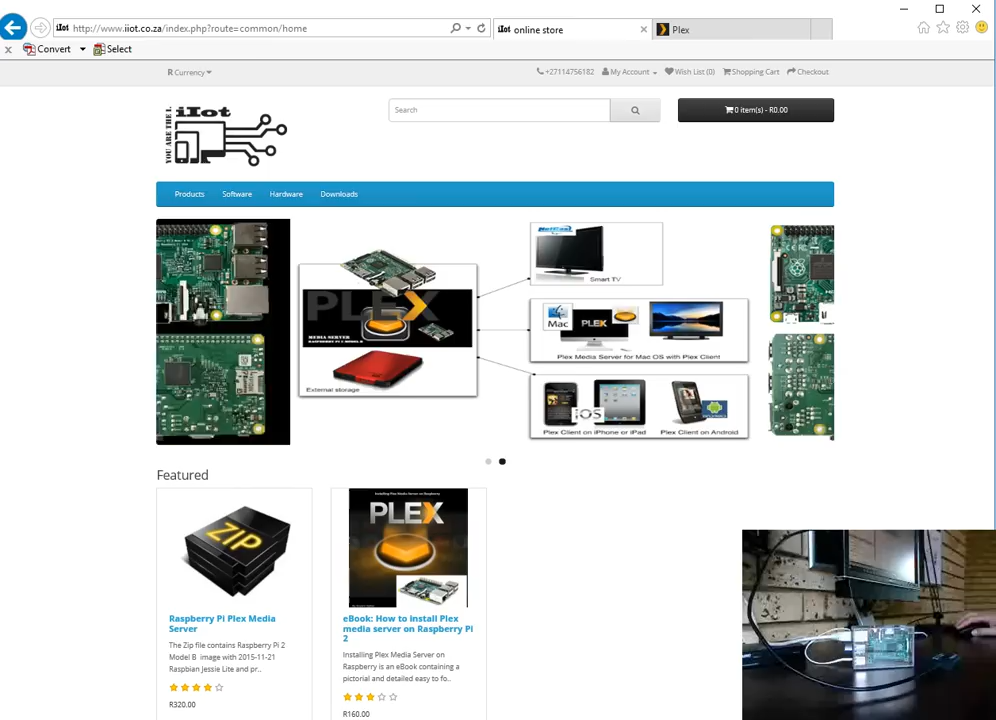 iIot http://www.iiot.co.za/index.php?route=common/home
iIot online store
Plex
x Convert Select
R Currency
+27114756182 My Account Wish List (0) Shopping Cart Checkout
YOU ARE THE I.
iIot
Search
0 item(s) - R0.00
Products Software Hardware Downloads
PLEX
MEDIA SERVER
RASPBERRY PI 2 MODEL B
External storage
Smart TV
Mac
PLEX
Plex Media Server for Mac OS with Plex Client
iOS
Plex Client on iPhone or iPad
Plex Client on Android
Featured
ZIP
Raspberry Pi Plex Media
Server
The Zip file contains Raspberry Pi 2
Model B image with 2015-11-21
Raspbian Jessie Lite and pr..
R320.00
Installing Plex Media Server on Raspberry
PLEX
eBook: How to install Plex
media server on Raspberry Pi
2
Installing Plex Media Server on
Raspberry is an eBook containing a
pictorial and detailed easy to fo..
R160.00